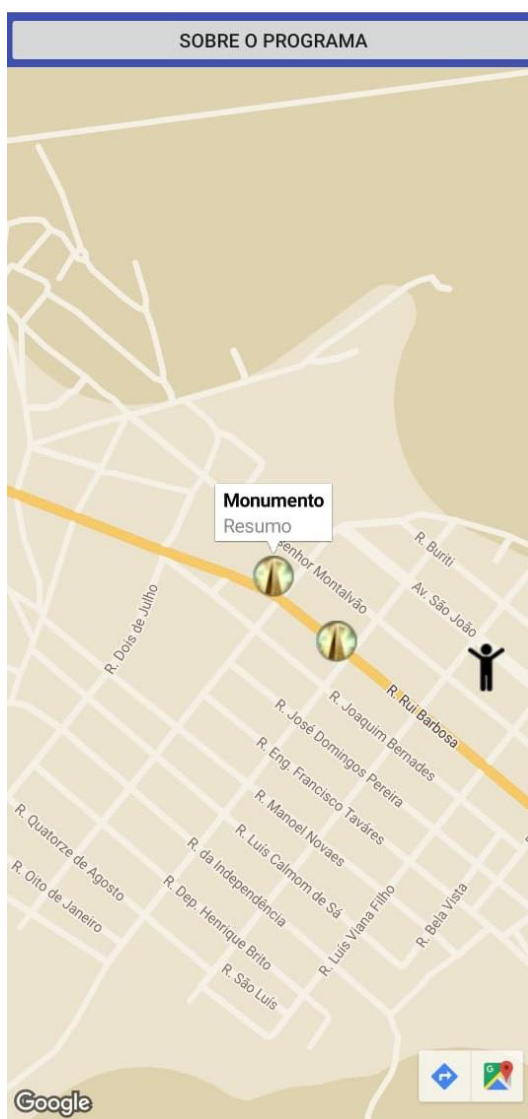 SOBRE O PROGRAMA
Monumento
Resumo
senhor Montalvão
R. Buriti
Av. São João
R. Dois de Julho
R. Rui Barbosa
R. Joaquim Bernades
R. José Domingos Pereira
R. Eng. Francisco Taváres
R. Manoel Novaes
R. Luís Calmom de Sá
R. da Independência
R. Quatorze de Agosto
R. Oito de Janeiro
R. Dep. Henrique Brito
R. Luís Viana Filho
R. Bela Vista
R. São Luís
Google